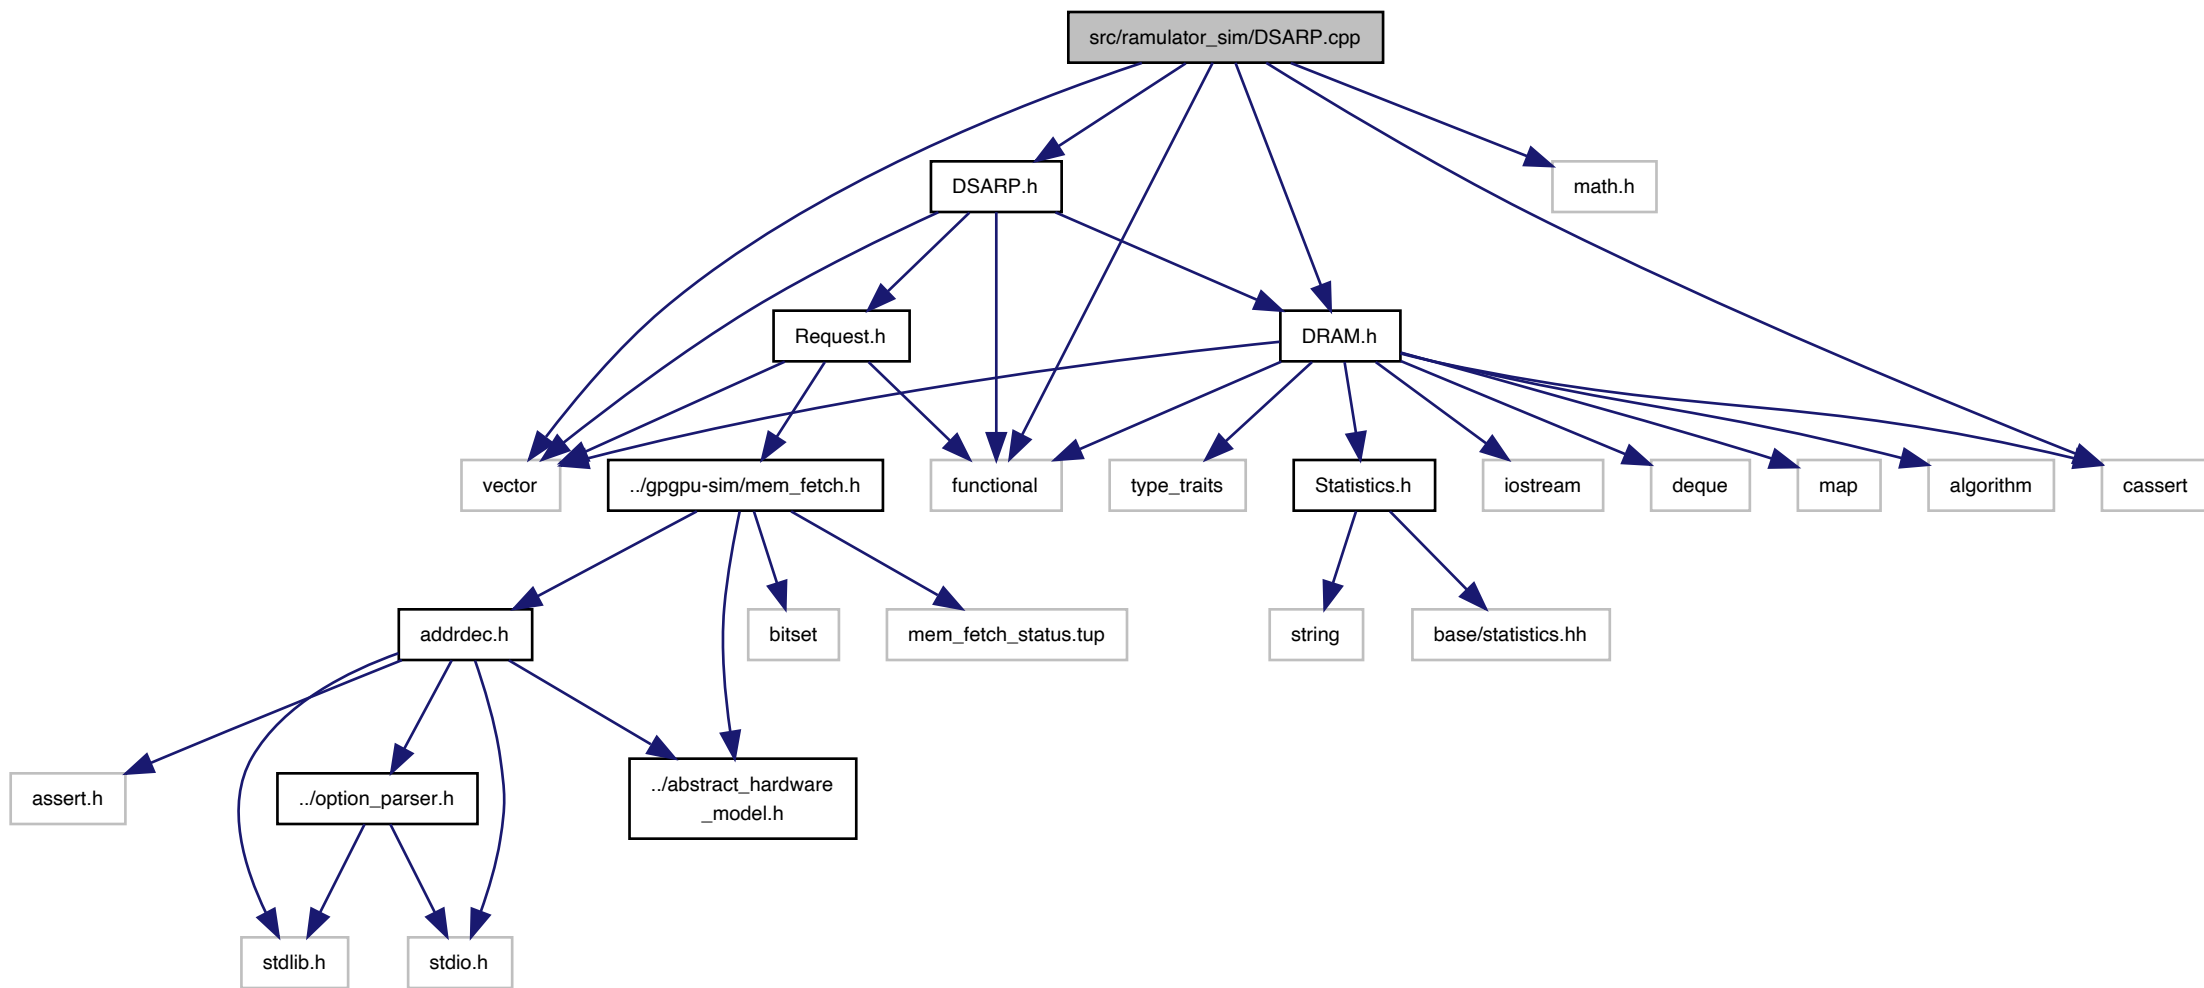 src/ramulator_sim/DSARP.cpp
DSARP.h
math.h
Request.h
DRAM.h
vector
../gpgpu-sim/mem_fetch.h
functional
type_traits
Statistics.h
iostream
deque
map
algorithm
cassert
addrdec.h
bitset
mem_fetch_status.tup
string
base/statistics.hh
assert.h
../option_parser.h
../abstract_hardware
_model.h
stdlib.h
stdio.h